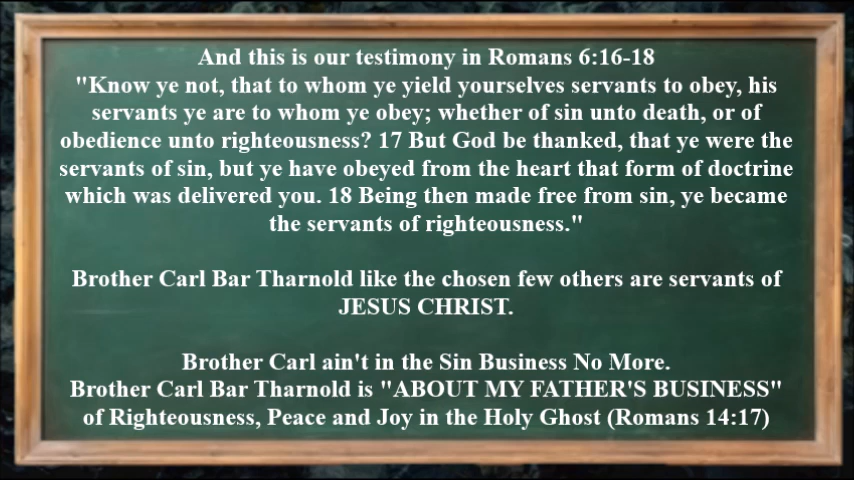 And this is our testimony in Romans 6:16-18
"Know ye not, that to whom ye yield yourselves servants to obey, his
servants ye are to whom ye obey; whether of sin unto death, or of
obedience unto righteousness? 17 But God be thanked, that ye were the
servants of sin, but ye have obeyed from the heart that form of doctrine
which was delivered you. 18 Being then made free from sin, ye became
the servants of righteousness."
Brother Carl Bar Tharnold like the chosen few others are servants of
JESUS CHRIST.
Brother Carl ain't in the Sin Business No More.
Brother Carl Bar Tharnold is "ABOUT MY FATHER'S BUSINESS"
of Righteousness, Peace and Joy in the Holy Ghost (Romans 14:17)